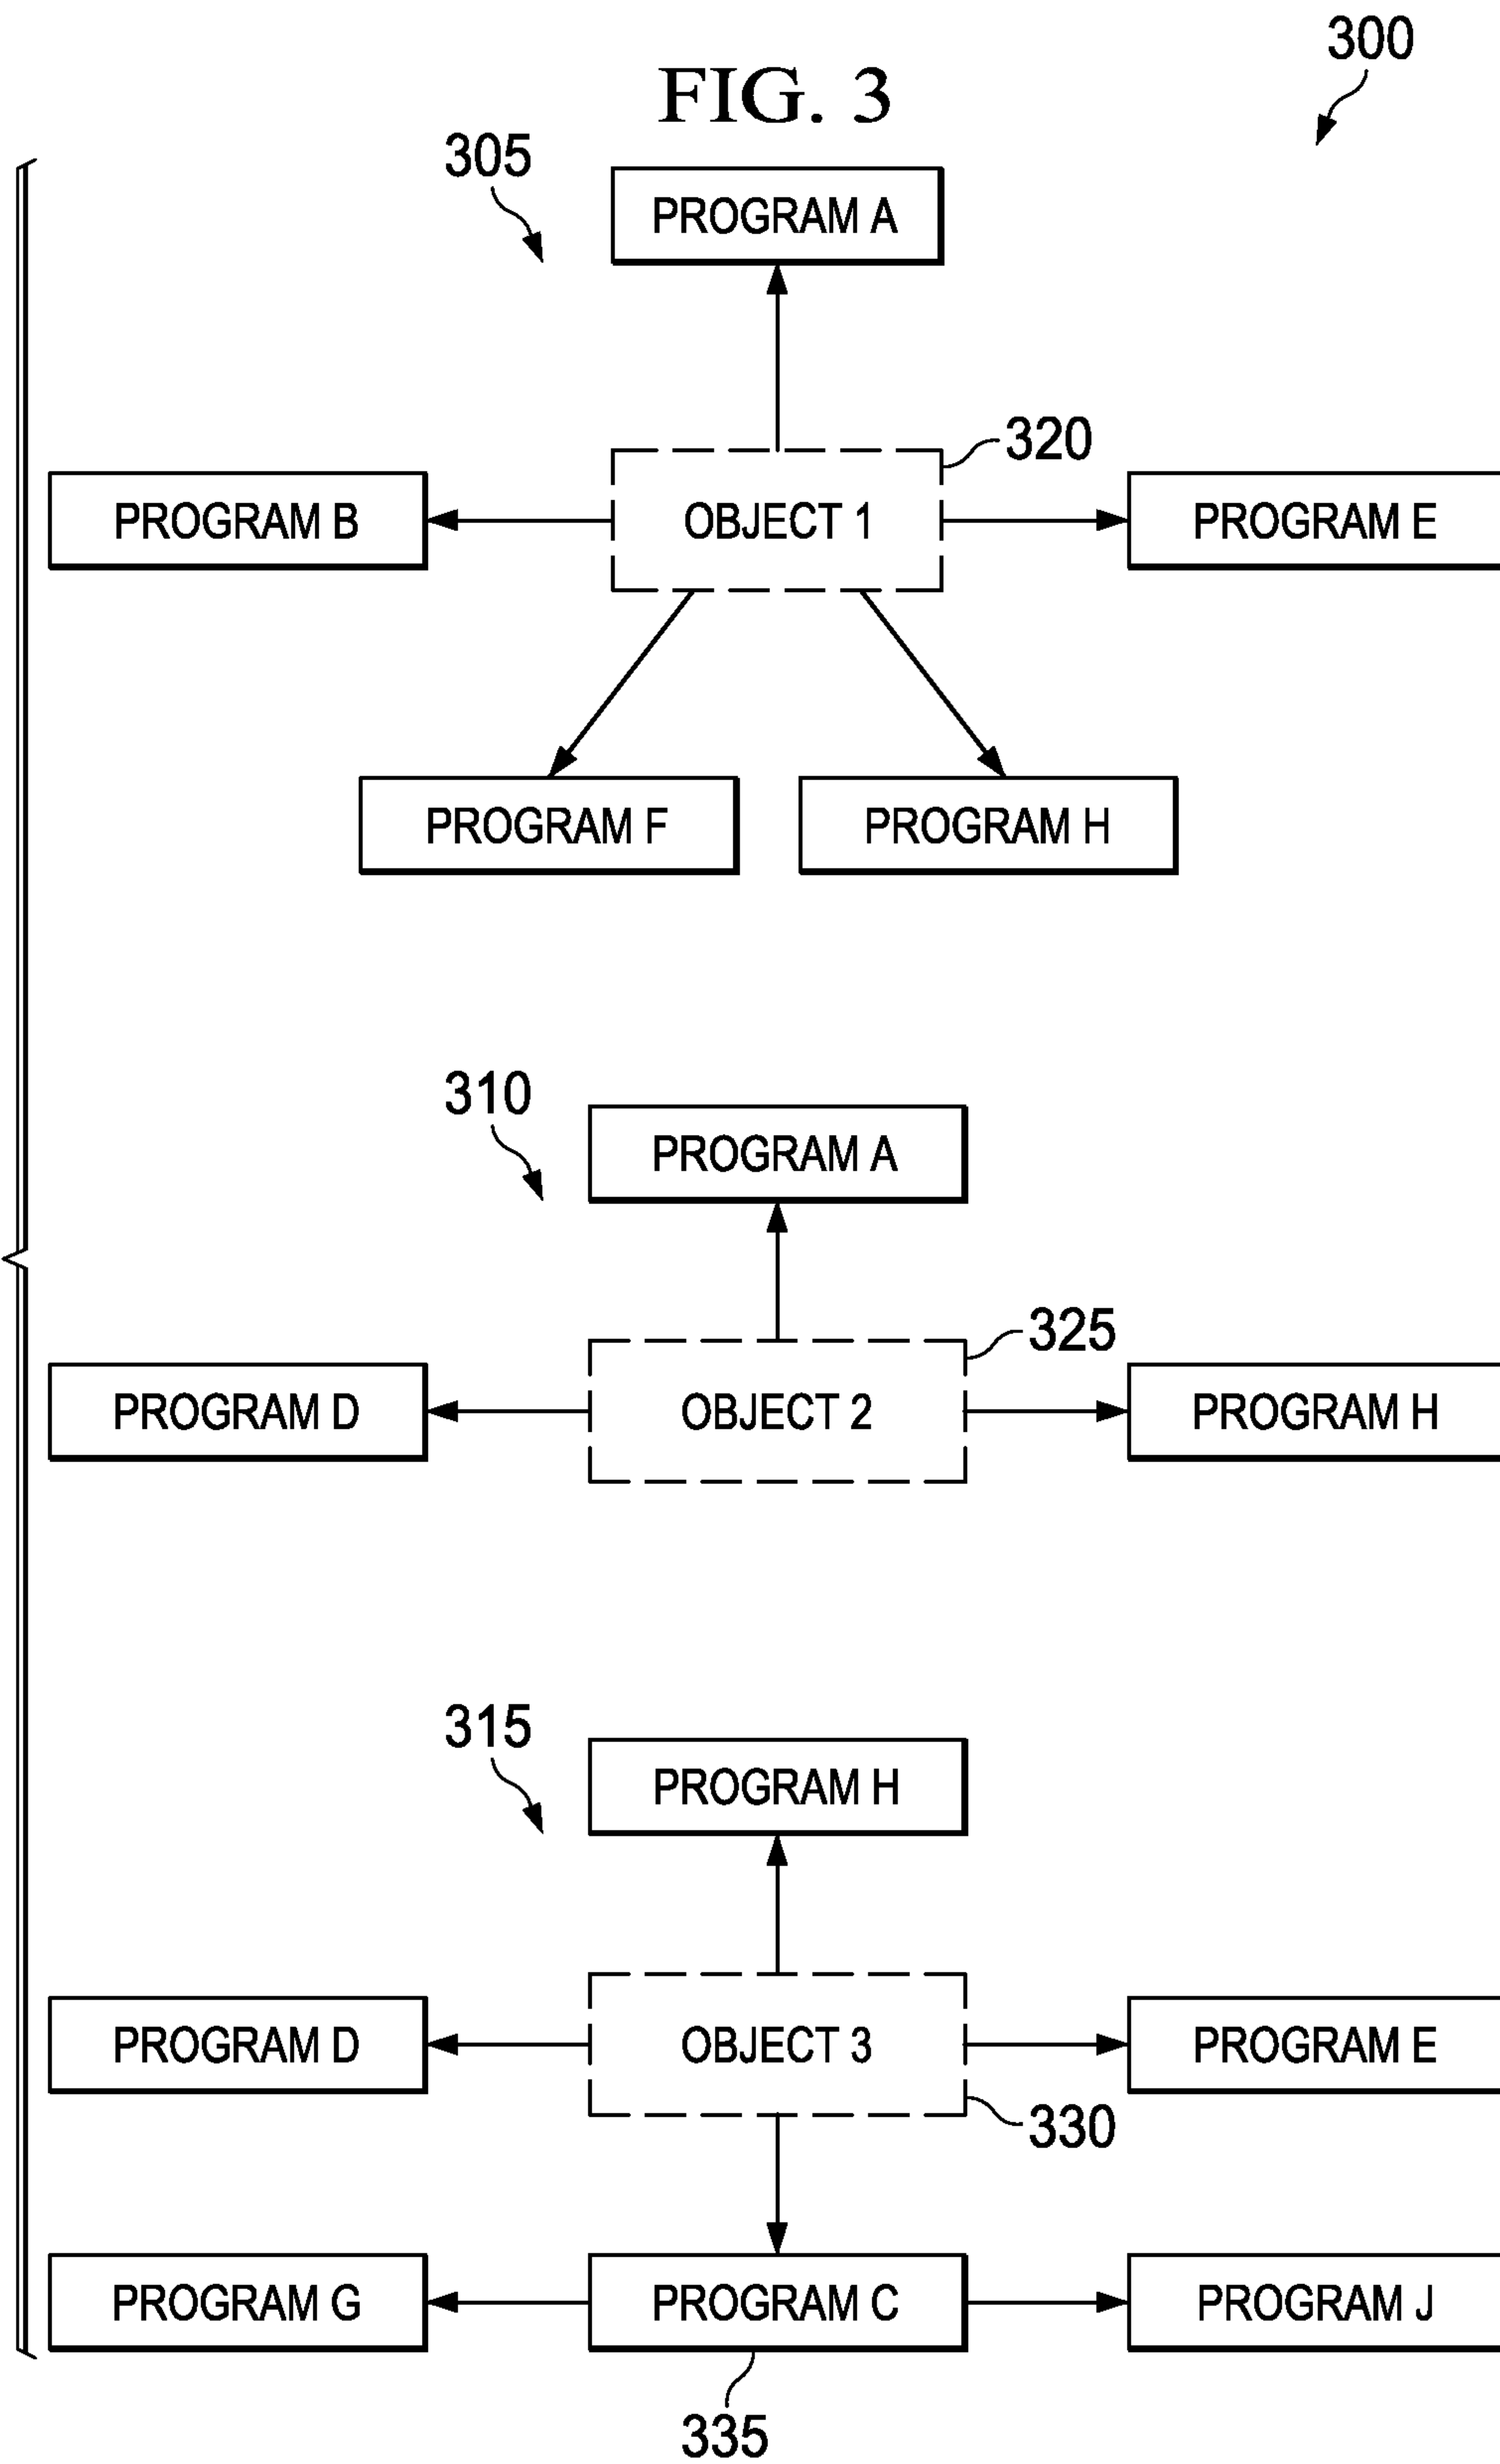 300
FIG. 3
305
PROGRAM A
320
PROGRAM B
OBJECT 1
PROGRAM E
PROGRAM F
PROGRAM H
310
PROGRAM A
325
PROGRAM D
OBJECT 2
PROGRAM H
315
PROGRAM H
PROGRAM D
OBJECT 3
PROGRAM E
330
PROGRAM G
PROGRAM C
PROGRAM J
335